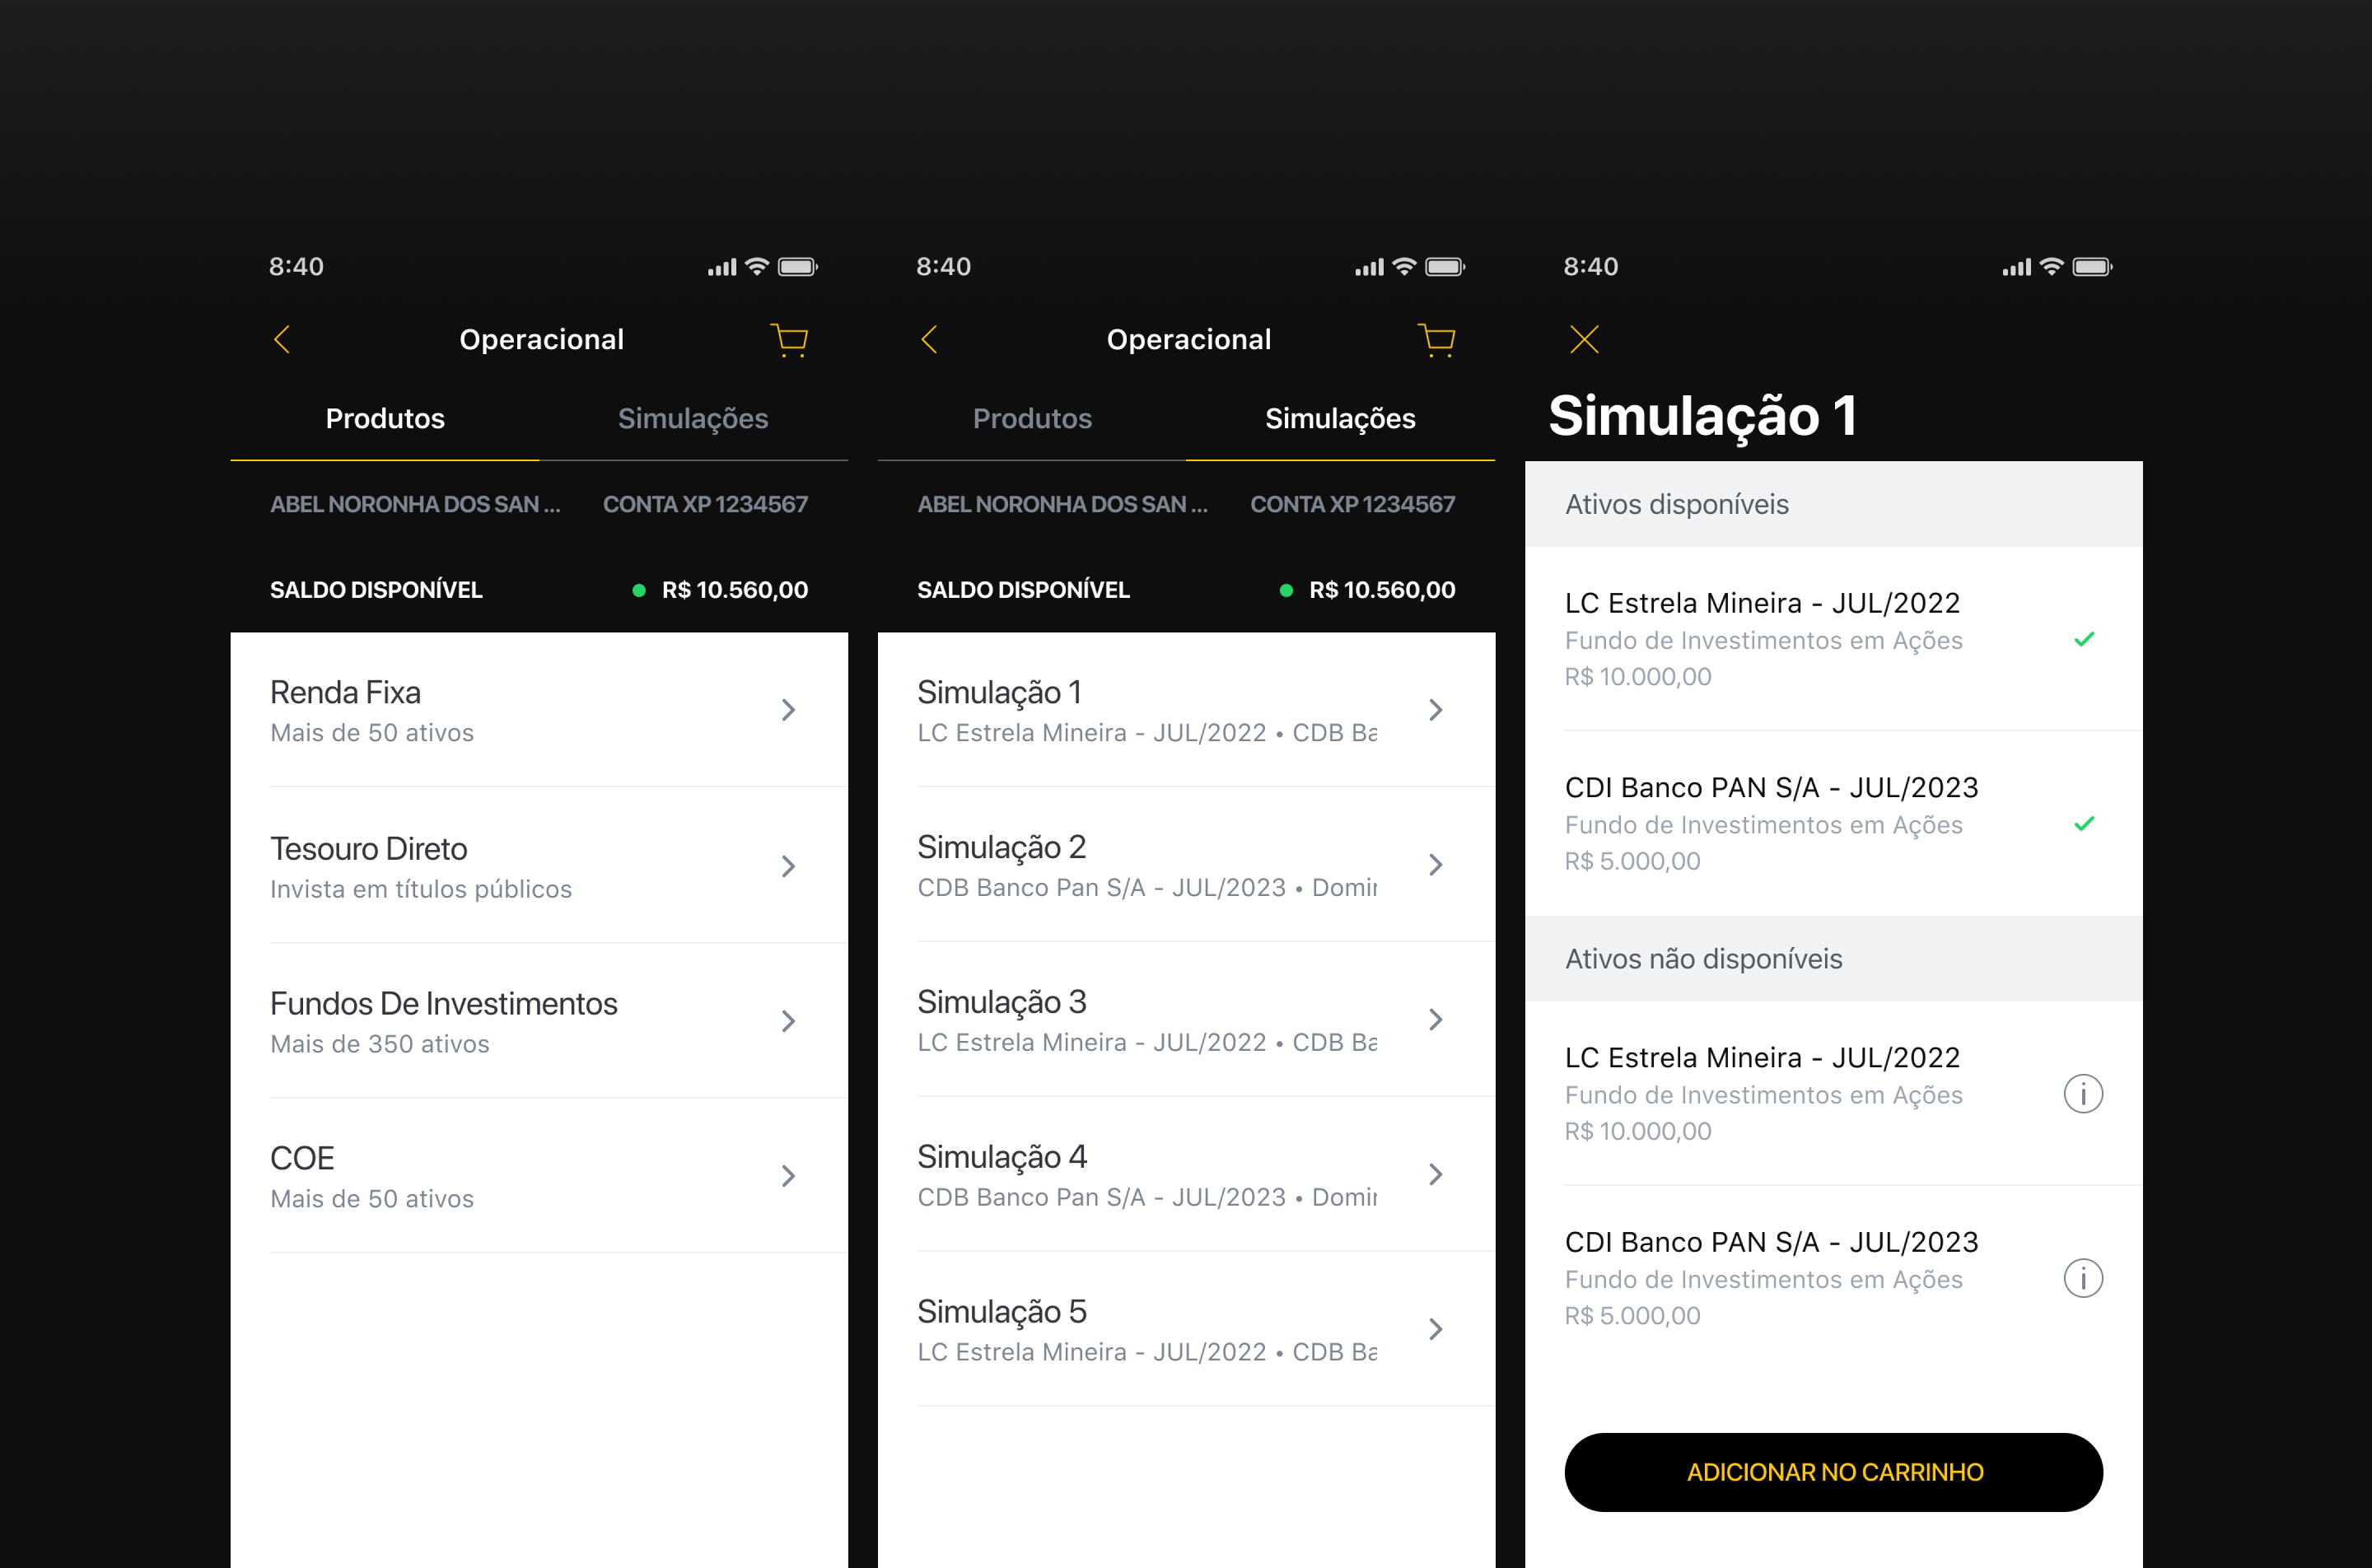 8:40
Operacional
Produtos Simulações
ABEL NORONHA DOS SAN ... CONTA XP 1234567
SALDO DISPONÍVEL R$ 10.560,00
Renda Fixa
Mais de 50 ativos
Tesouro Direto
Invista em títulos públicos
Fundos De Investimentos
Mais de 350 ativos
COE
Mais de 50 ativos
8:40
Operacional
Produtos Simulações
ABEL NORONHA DOS SAN ... CONTA XP 1234567
SALDO DISPONÍVEL R$ 10.560,00
Simulação 1
LC Estrela Mineira - JUL/2022 • CDB Ba
Simulação 2
CDB Banco Pan S/A - JUL/2023 • Domin
Simulação 3
LC Estrela Mineira - JUL/2022 • CDB Ba
Simulação 4
CDB Banco Pan S/A - JUL/2023 • Domin
Simulação 5
LC Estrela Mineira - JUL/2022 • CDB Ba
8:40
Simulação 1
Ativos disponíveis
LC Estrela Mineira - JUL/2022
Fundo de Investimentos em Ações
R$ 10.000,00
CDI Banco PAN S/A - JUL/2023
Fundo de Investimentos em Ações
R$ 5.000,00
Ativos não disponíveis
LC Estrela Mineira - JUL/2022
Fundo de Investimentos em Ações
R$ 10.000,00
CDI Banco PAN S/A - JUL/2023
Fundo de Investimentos em Ações
R$ 5.000,00
ADICIONAR NO CARRINHO